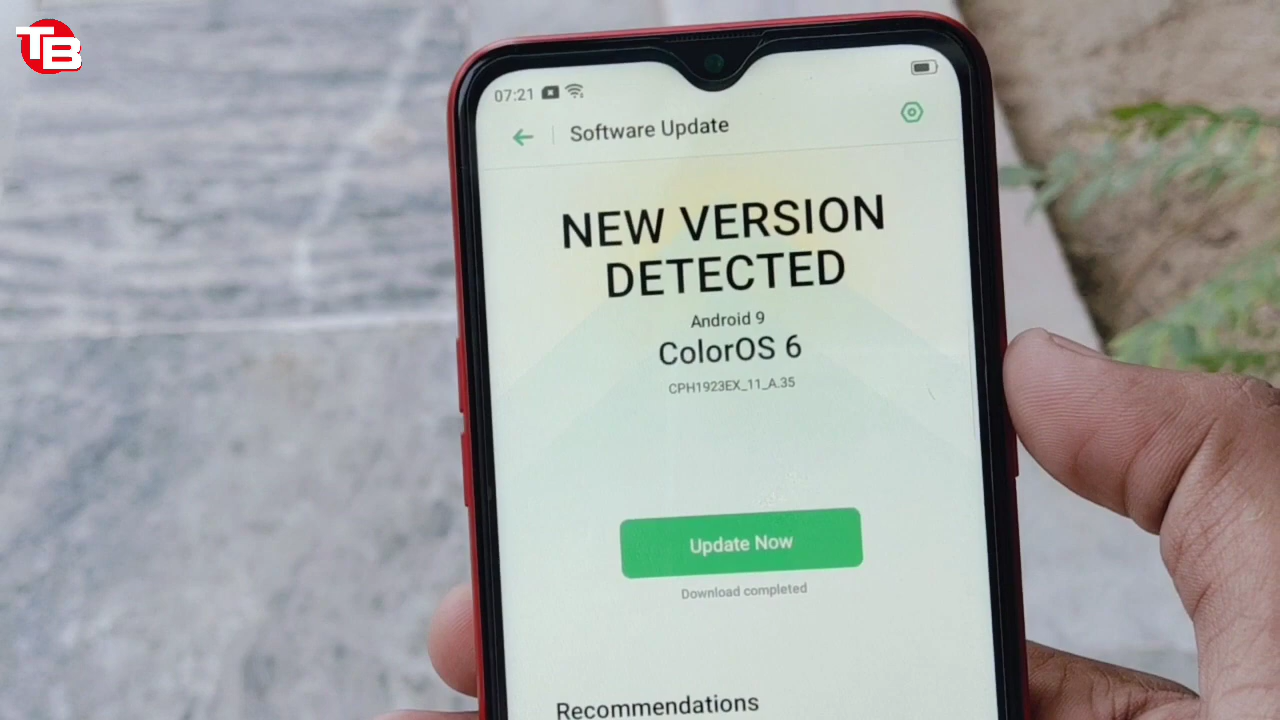 TB
07:21
Software Update
NEW VERSION
DETECTED
Android 9
ColorOS 6
CPH1923EX_11_A.35
Update Now
Download completed
Recommendations